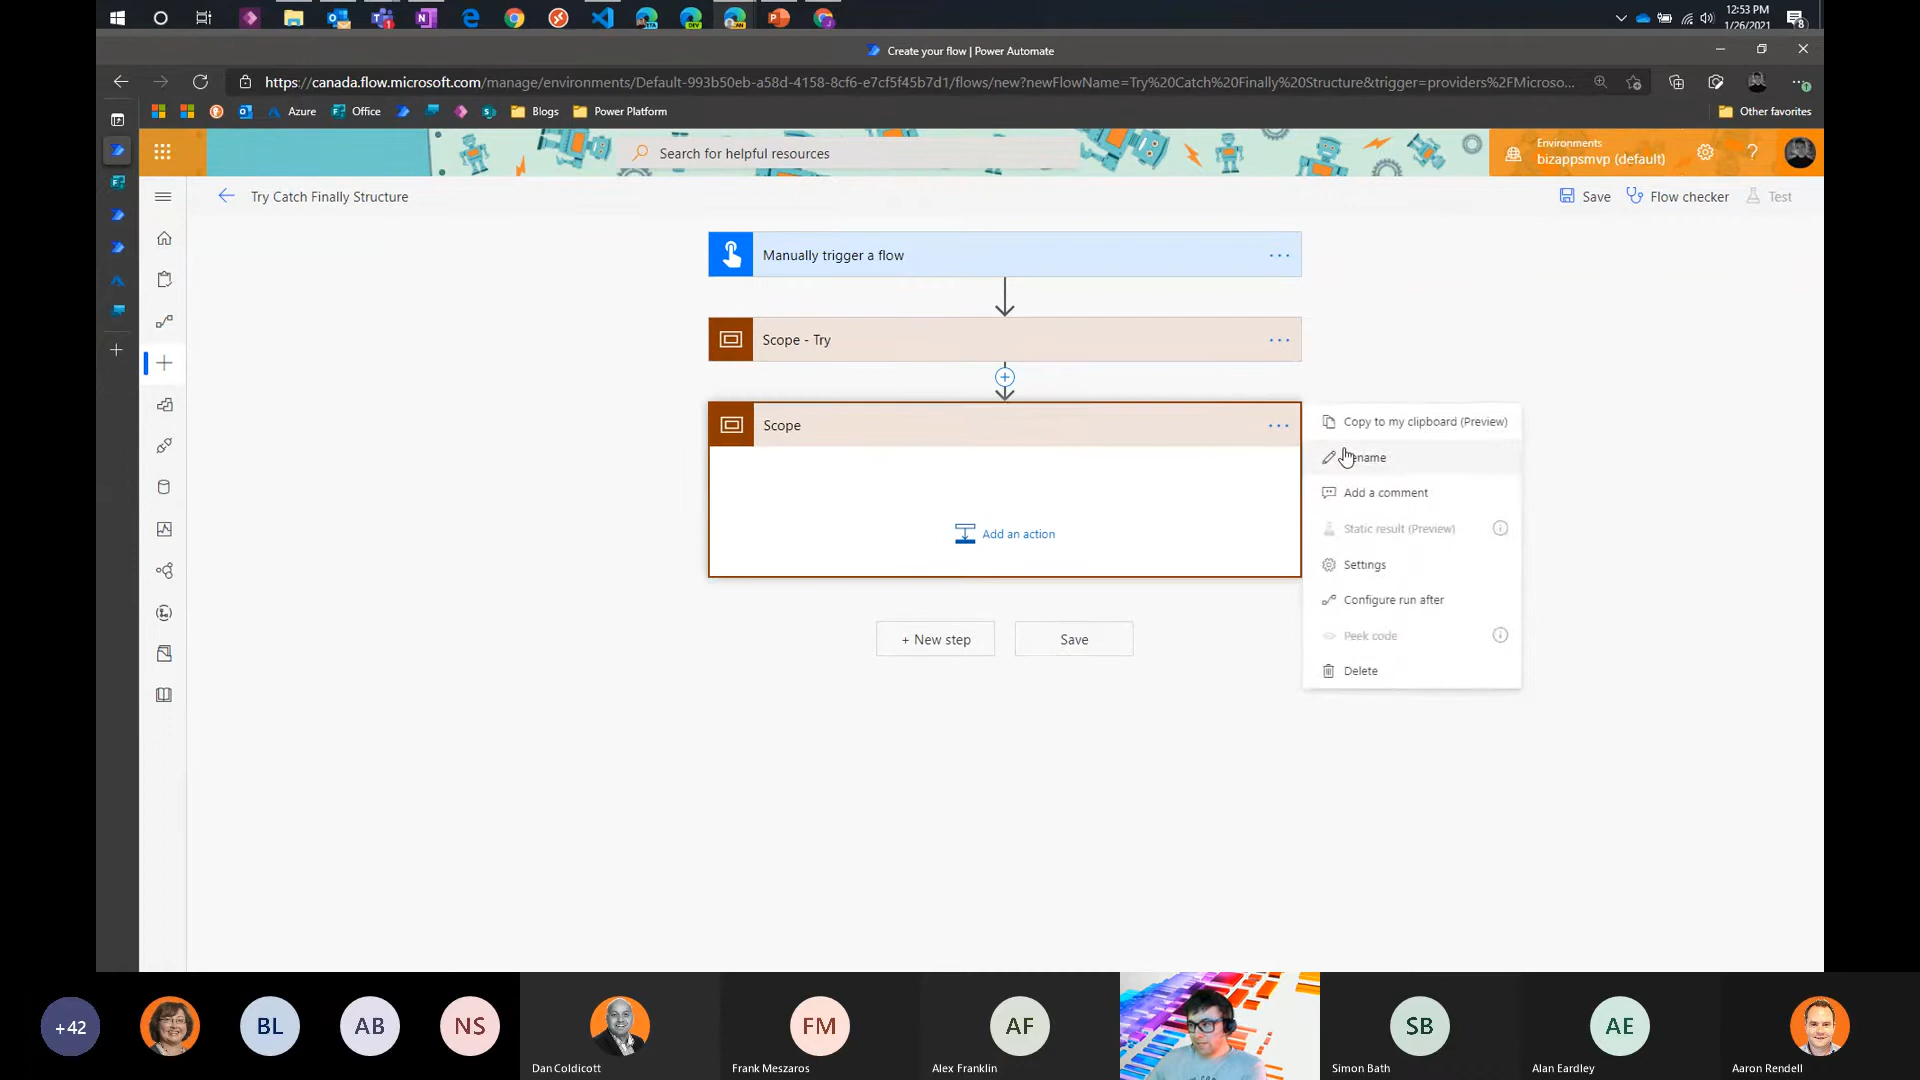 12:53 PM
1/26/2021
8
Create your flow | Power Automate
https://canada.flow.microsoft.com/manage/environments/Default-993b50eb-a58d-4158-8cf6-e7cf5f45b7d1/flows/new?newFlowName=Try%20Catch%20Finally%20Structure&trigger=providers%2FMicroso...
Azure
Office
Blogs
Power Platform
Other favorites
Search for helpful resources
Environments
bizappsmvp (default)
Try Catch Finally Structure
Save
Flow checker
Test
Manually trigger a flow
Scope - Try
Scope
Add an action
+ New step
Save
Copy to my clipboard (Preview)
ename
Add a comment
Static result (Preview)
Settings
Configure run after
Peek code
Delete
+42
BL
AB
NS
Dan Coldicott
FM
Frank Meszaros
AF
Alex Franklin
SB
Simon Bath
AE
Alan Eardley
Aaron Rendell